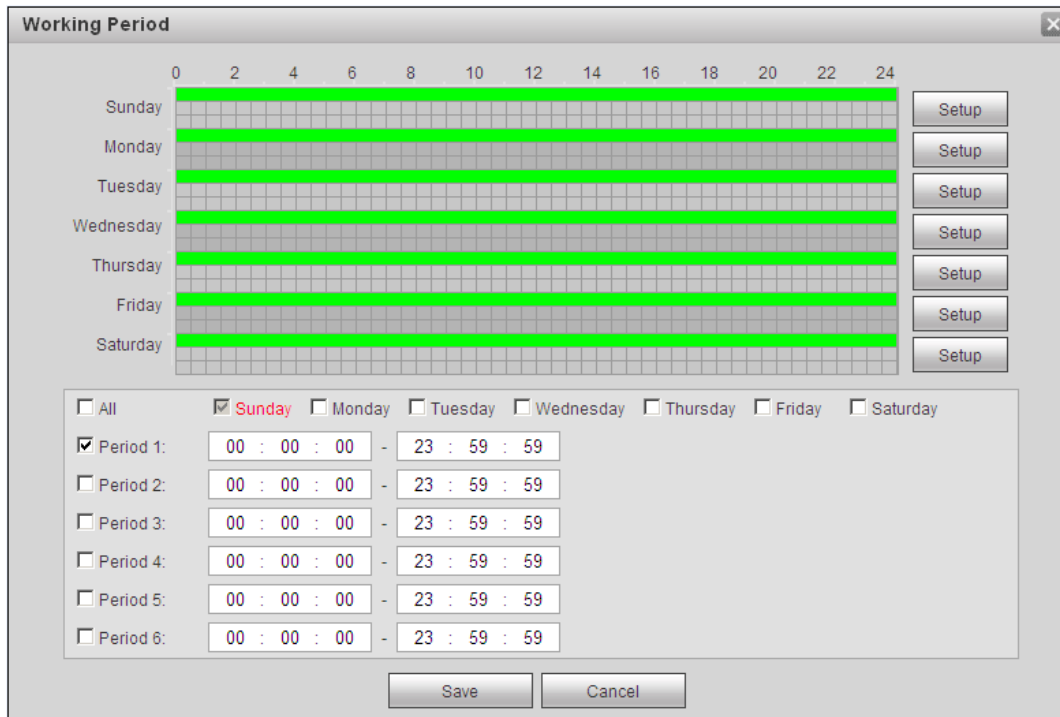 Working Period
0 2 4 6 8 10 12 14 16 18 20 22 24
Sunday Setup
Monday Setup
Tuesday Setup
Wednesday Setup
Thursday Setup
Friday Setup
Saturday Setup
All Sunday Monday Tuesday Wednesday Thursday Friday Saturday
Period 1: 00 : 00 : 00 - 23 : 59 : 59
Period 2: 00 : 00 : 00 - 23 : 59 : 59
Period 3: 00 : 00 : 00 - 23 : 59 : 59
Period 4: 00 : 00 : 00 - 23 : 59 : 59
Period 5: 00 : 00 : 00 - 23 : 59 : 59
Period 6: 00 : 00 : 00 - 23 : 59 : 59
Save Cancel